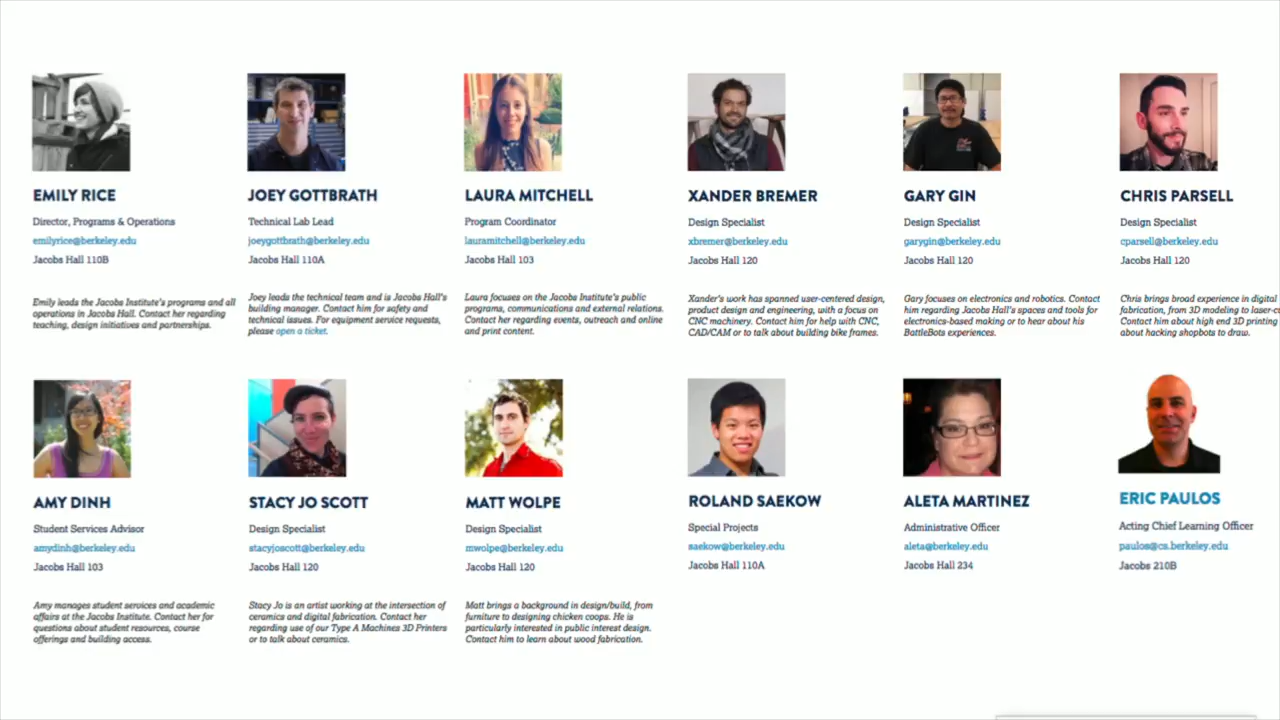 EMILY RICE
Director, Programs & Operations
emilyrice@berkeley.edu
Jacobs Hall 110B
Emily leads the Jacobs Institute's programs and all
operations in Jacobs Hall. Contact her regarding
teaching, design initiatives and partnerships.
JOEY GOTTBRATH
Technical Lab Lead
joeygottbrath@berkeley.edu
Jacobs Hall 110A
Joey leads the technical team and is Jacobs Hall's
building manager. Contact him for safety and
technical issues. For equipment service requests,
please open a ticket.
LAURA MITCHELL
Program Coordinator
lauramitchell@berkeley.edu
Jacobs Hall 103
Laura focuses on the Jacobs Institute's public
programs, communications and external relations.
Contact her regarding events, outreach and online
and print content.
XANDER BREMER
Design Specialist
xbremer@berkeley.edu
Jacobs Hall 120
Xander's work has spanned user-centered design,
product design and engineering, with a focus on
CNC machinery. Contact him for help with CNC,
CAD/CAM or to talk about building bike frames.
GARY GIN
Design Specialist
garygin@berkeley.edu
Jacobs Hall 120
Gary focuses on electronics and robotics. Contact
him regarding Jacobs Hall's spaces and tools for
electronics-based making or to hear about his
BattleBots experiences.
CHRIS PARSELL
Design Specialist
cparsell@berkeley.edu
Jacobs Hall 120
Chris brings broad experience in digital
fabrication, from 3D modeling to laser-cu
Contact him about high end 3D printing
about hacking shopbots to draw.
AMY DINH
Student Services Advisor
amydinh@berkeley.edu
Jacobs Hall 103
Amy manages student services and academic
affairs at the Jacobs Institute. Contact her for
questions about student resources, course
offerings and building access.
STACY JO SCOTT
Design Specialist
stacyjoscott@berkeley.edu
Jacobs Hall 120
Stacy Jo is an artist working at the intersection of
ceramics and digital fabrication. Contact her
regarding use of our Type A Machines 3D Printers
or to talk about ceramics.
MATT WOLPE
Design Specialist
mwolpe@berkeley.edu
Jacobs Hall 120
Matt brings a background in design/build, from
furniture to designing chicken coops. He is
particularly interested in public interest design.
Contact him to learn about wood fabrication.
ROLAND SAEKOW
Special Projects
saekow@berkeley.edu
Jacobs Hall 110A
ALETA MARTINEZ
Administrative Officer
aleta@berkeley.edu
Jacobs Hall 234
ERIC PAULOS
Acting Chief Learning Officer
paulos@cs.berkeley.edu
Jacobs 210B